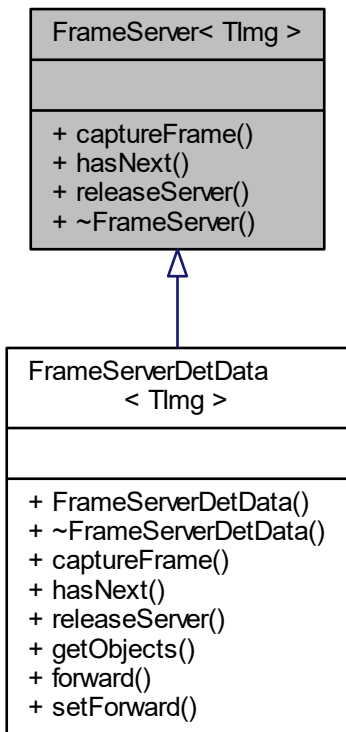 FrameServer< TImg >
+ captureFrame()
+ hasNext()
+ releaseServer()
+ ~FrameServer()
FrameServerDetData
< TImg >
+ FrameServerDetData()
+ ~FrameServerDetData()
+ captureFrame()
+ hasNext()
+ releaseServer()
+ getObjects()
+ forward()
+ setForward()